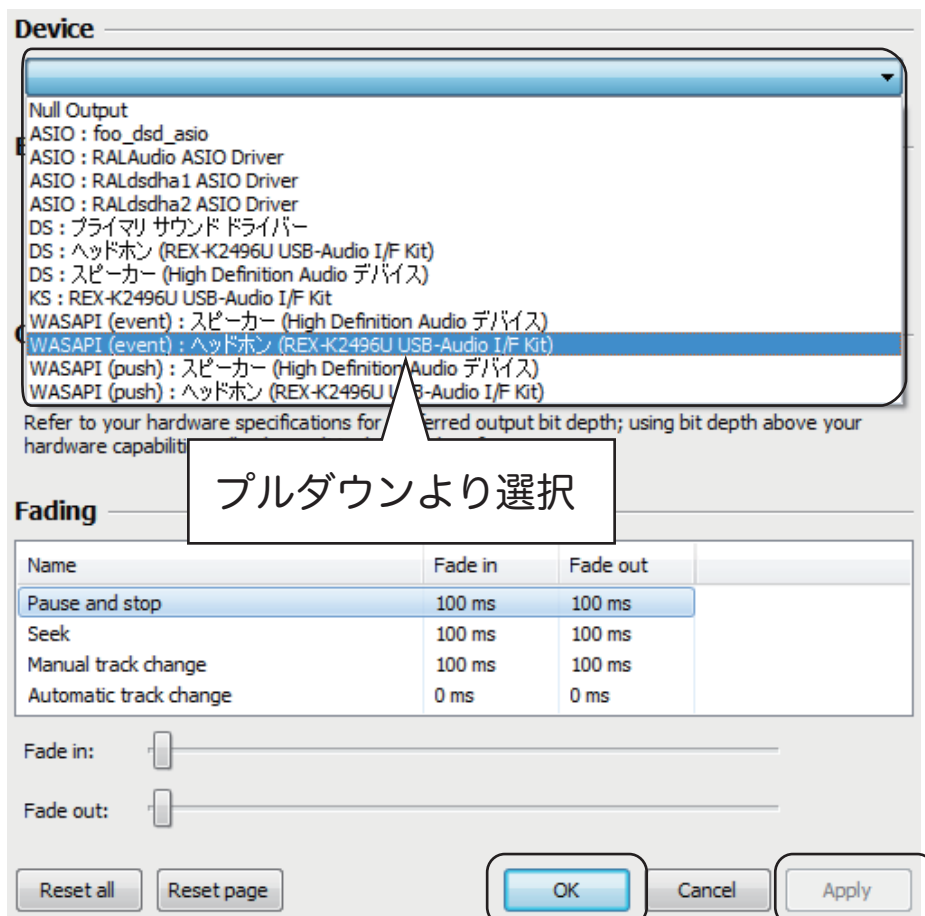 Device
Null Output
ASIO : foo_dsd_asio
ASIO : RALAudio ASIO Driver
ASIO : RALdsdha1 ASIO Driver
ASIO : RALdsdha2 ASIO Driver
DS : プライマリ サウンド ドライバー
DS : ヘッドホン (REX-K2496U USB-Audio I/F Kit)
DS : スピーカー (High Definition Audio デバイス)
KS : REX-K2496U USB-Audio I/F Kit
WASAPI (event) : スピーカー (High Definition Audio デバイス)
WASAPI (event) : ヘッドホン (REX-K2496U USB-Audio I/F Kit)
WASAPI (push) : スピーカー (High Definition Audio デバイス)
WASAPI (push) : ヘッドホン (REX-K2496U -Audio I/F Kit)
Refer to your hardware specifications for output bit depth; using bit depth above your
hardware
プルダウンより選択
Fading
Name Fade in Fade out
Pause and stop 100 ms 100 ms
Seek 100 ms 100 ms
Manual track change 100 ms 100 ms
Automatic track change 0 ms 0 ms
Fade in:
Fade out:
Reset all Reset page OK Cancel Apply